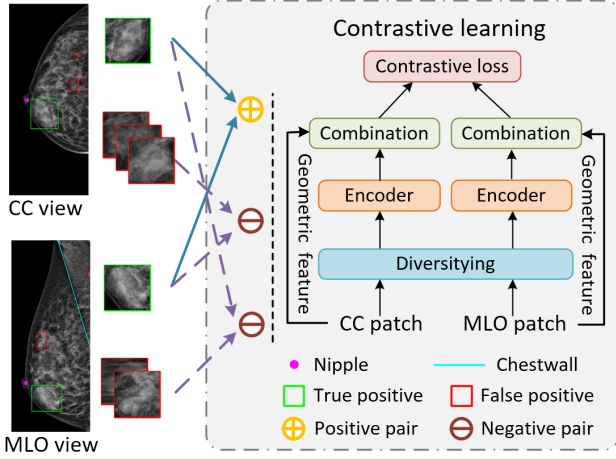 Contrastive learning
Contrastive loss
Combination
Combination
Geometric feature
Geometric feature
Encoder
Encoder
Diversitying
CC patch
MLO patch
CC view
MLO view
Nipple
Chestwall
True positive
False positive
Positive pair
Negative pair